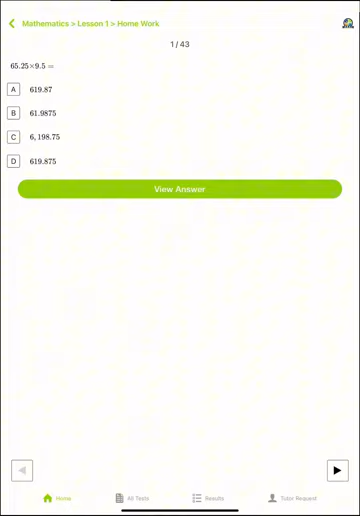 Mathematics > Lesson 1 > Home Work
1 / 43
65.25×9.5 =
A 619.87
B 61.9875
C 6,198.75
D 619.875
View Answer
Home All Tests Results Tutor Request